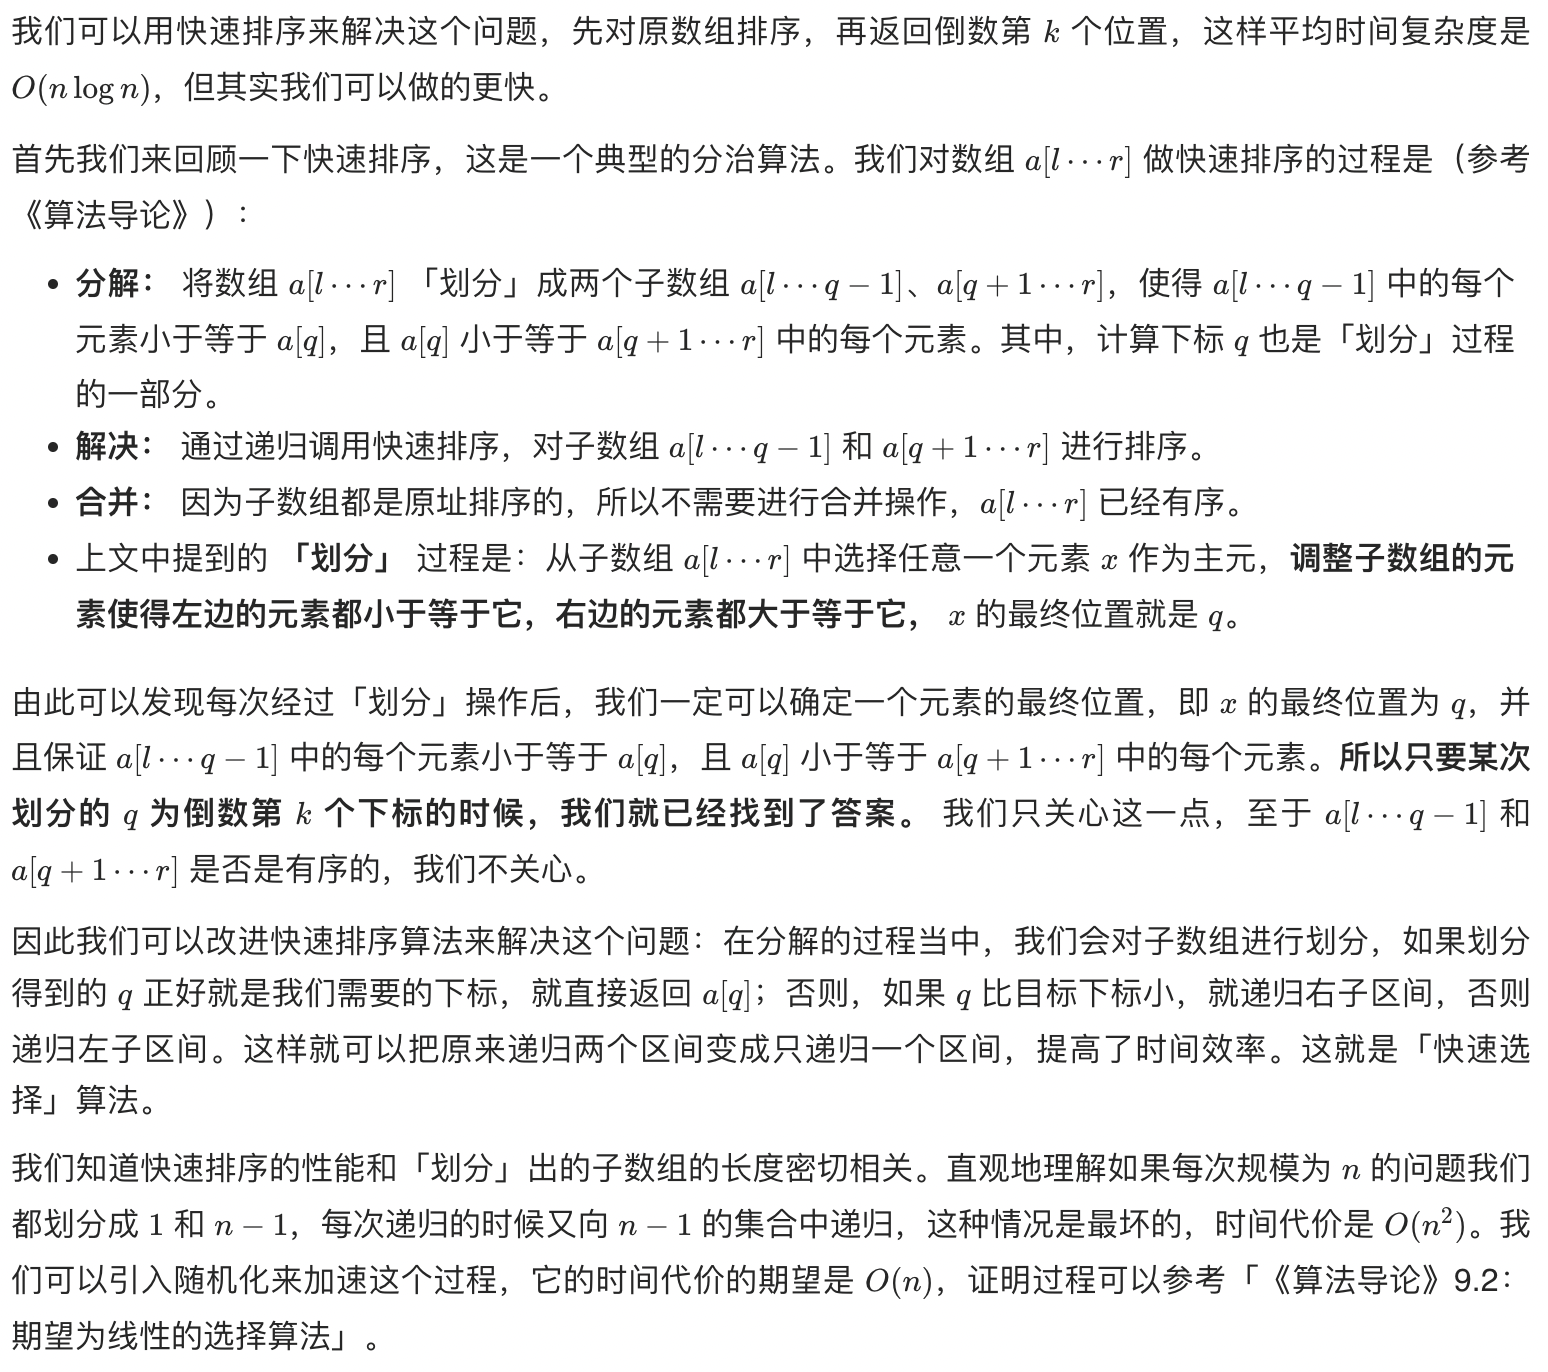 我们可以用快速排序来解决这个问题，先对原数组排序，再返回倒数第 k 个位置，这样平均时间复杂度是
O(n log n)，但其实我们可以做的更快。
首先我们来回顾一下快速排序，这是一个典型的分治算法。我们对数组 a[l⋯r] 做快速排序的过程是（参考
《算法导论》）：
• 分解： 将数组 a[l⋯r] 「划分」成两个子数组 a[l⋯q − 1]、a[q + 1⋯r]，使得 a[l⋯q − 1] 中的每个
元素小于等于 a[q]，且 a[q] 小于等于 a[q + 1⋯r] 中的每个元素。其中，计算下标 q 也是「划分」过程
的一部分。
• 解决： 通过递归调用快速排序，对子数组 a[l⋯q − 1] 和 a[q + 1⋯r] 进行排序。
• 合并： 因为子数组都是原址排序的，所以不需要进行合并操作，a[l⋯r] 已经有序。
• 上文中提到的 「划分」 过程是：从子数组 a[l⋯r] 中选择任意一个元素 x 作为主元，调整子数组的元
素使得左边的元素都小于等于它，右边的元素都大于等于它， x 的最终位置就是 q。
由此可以发现每次经过「划分」操作后，我们一定可以确定一个元素的最终位置，即 x 的最终位置为 q，并
且保证 a[l⋯q − 1] 中的每个元素小于等于 a[q]，且 a[q] 小于等于 a[q + 1⋯r] 中的每个元素。所以只要某次
划分的 q 为倒数第 k 个下标的时候，我们就已经找到了答案。 我们只关心这一点，至于 a[l⋯q − 1] 和
a[q + 1⋯r] 是否是有序的，我们不关心。
因此我们可以改进快速排序算法来解决这个问题：在分解的过程当中，我们会对子数组进行划分，如果划分
得到的 q 正好就是我们需要的下标，就直接返回 a[q]；否则，如果 q 比目标下标小，就递归右子区间，否则
递归左子区间。这样就可以把原来递归两个区间变成只递归一个区间，提高了时间效率。这就是「快速选
择」算法。
我们知道快速排序的性能和「划分」出的子数组的长度密切相关。直观地理解如果每次规模为 n 的问题我们
都划分成 1 和 n − 1，每次递归的时候又向 n − 1 的集合中递归，这种情况是最坏的，时间代价是 O(n²)。我
们可以引入随机化来加速这个过程，它的时间代价的期望是 O(n)，证明过程可以参考「《算法导论》9.2：
期望为线性的选择算法」。